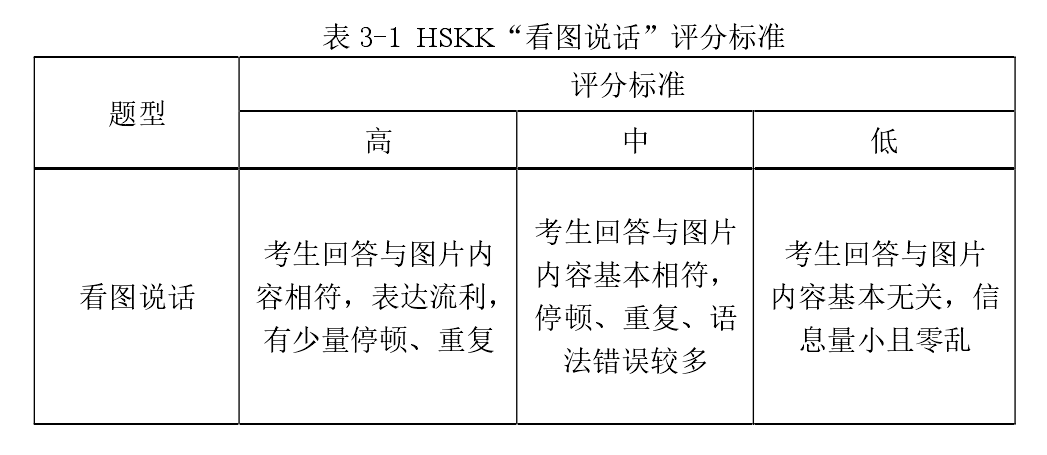 表 3-1 HSKK“看图说话”评分标准
题型
评分标准
高
中
低
看图说话
考生回答与图片内
容相符，表达流利，
有少量停顿、重复
考生回答与图片
内容基本相符，
停顿、重复、语
法错误较多
考生回答与图片
内容基本无关，信
息量小且零乱